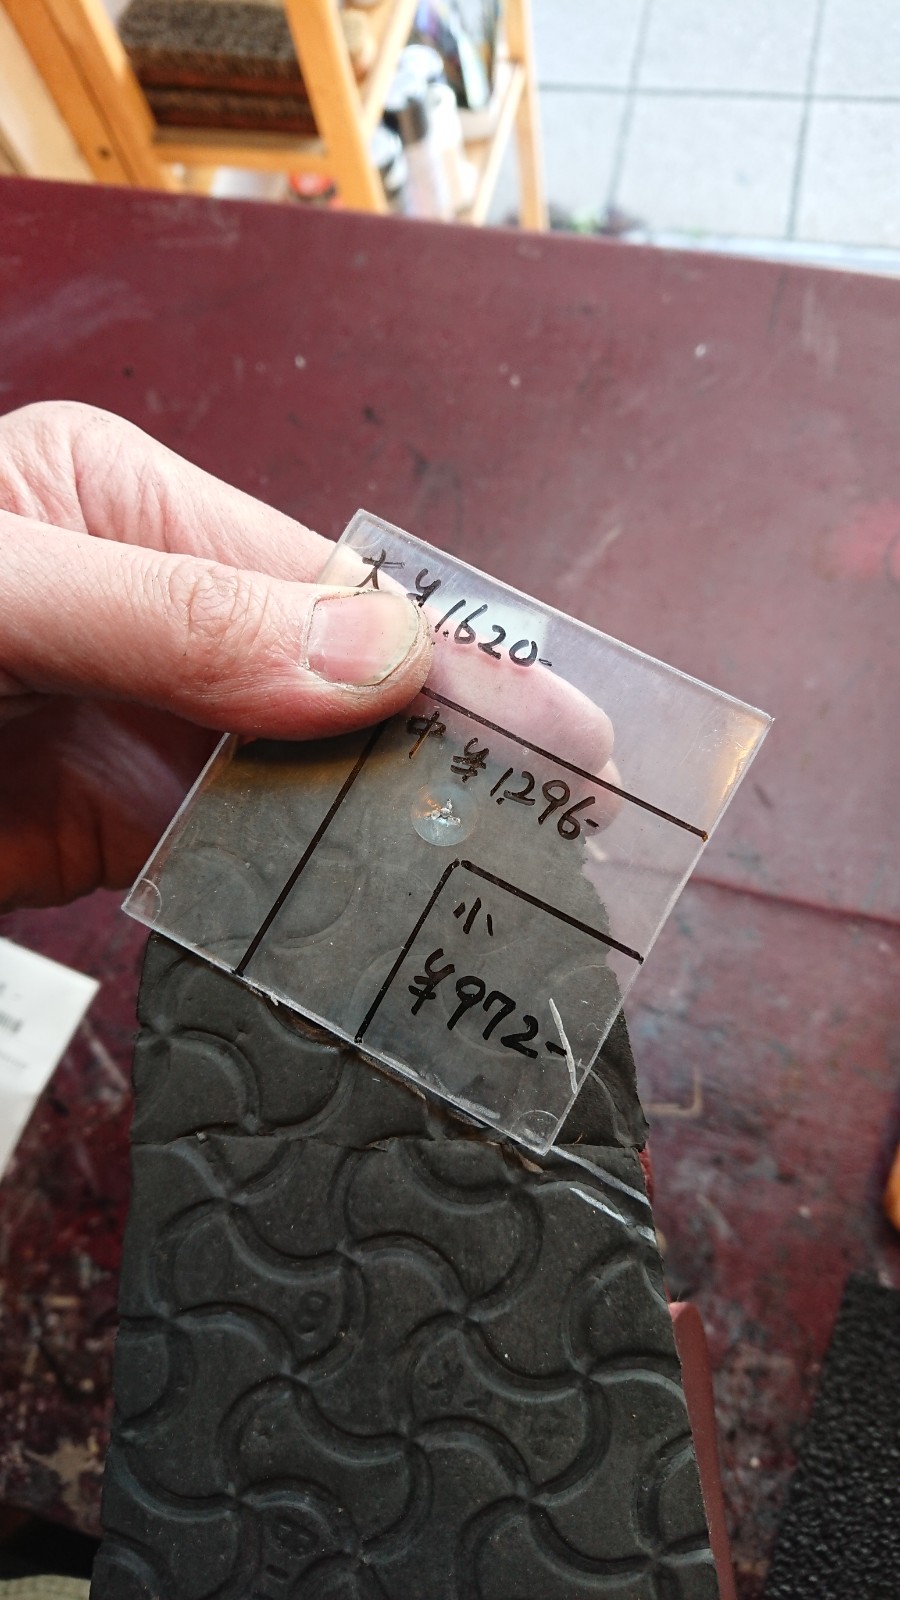 大 ¥1.620-
中 ¥1.296-
小
¥972-